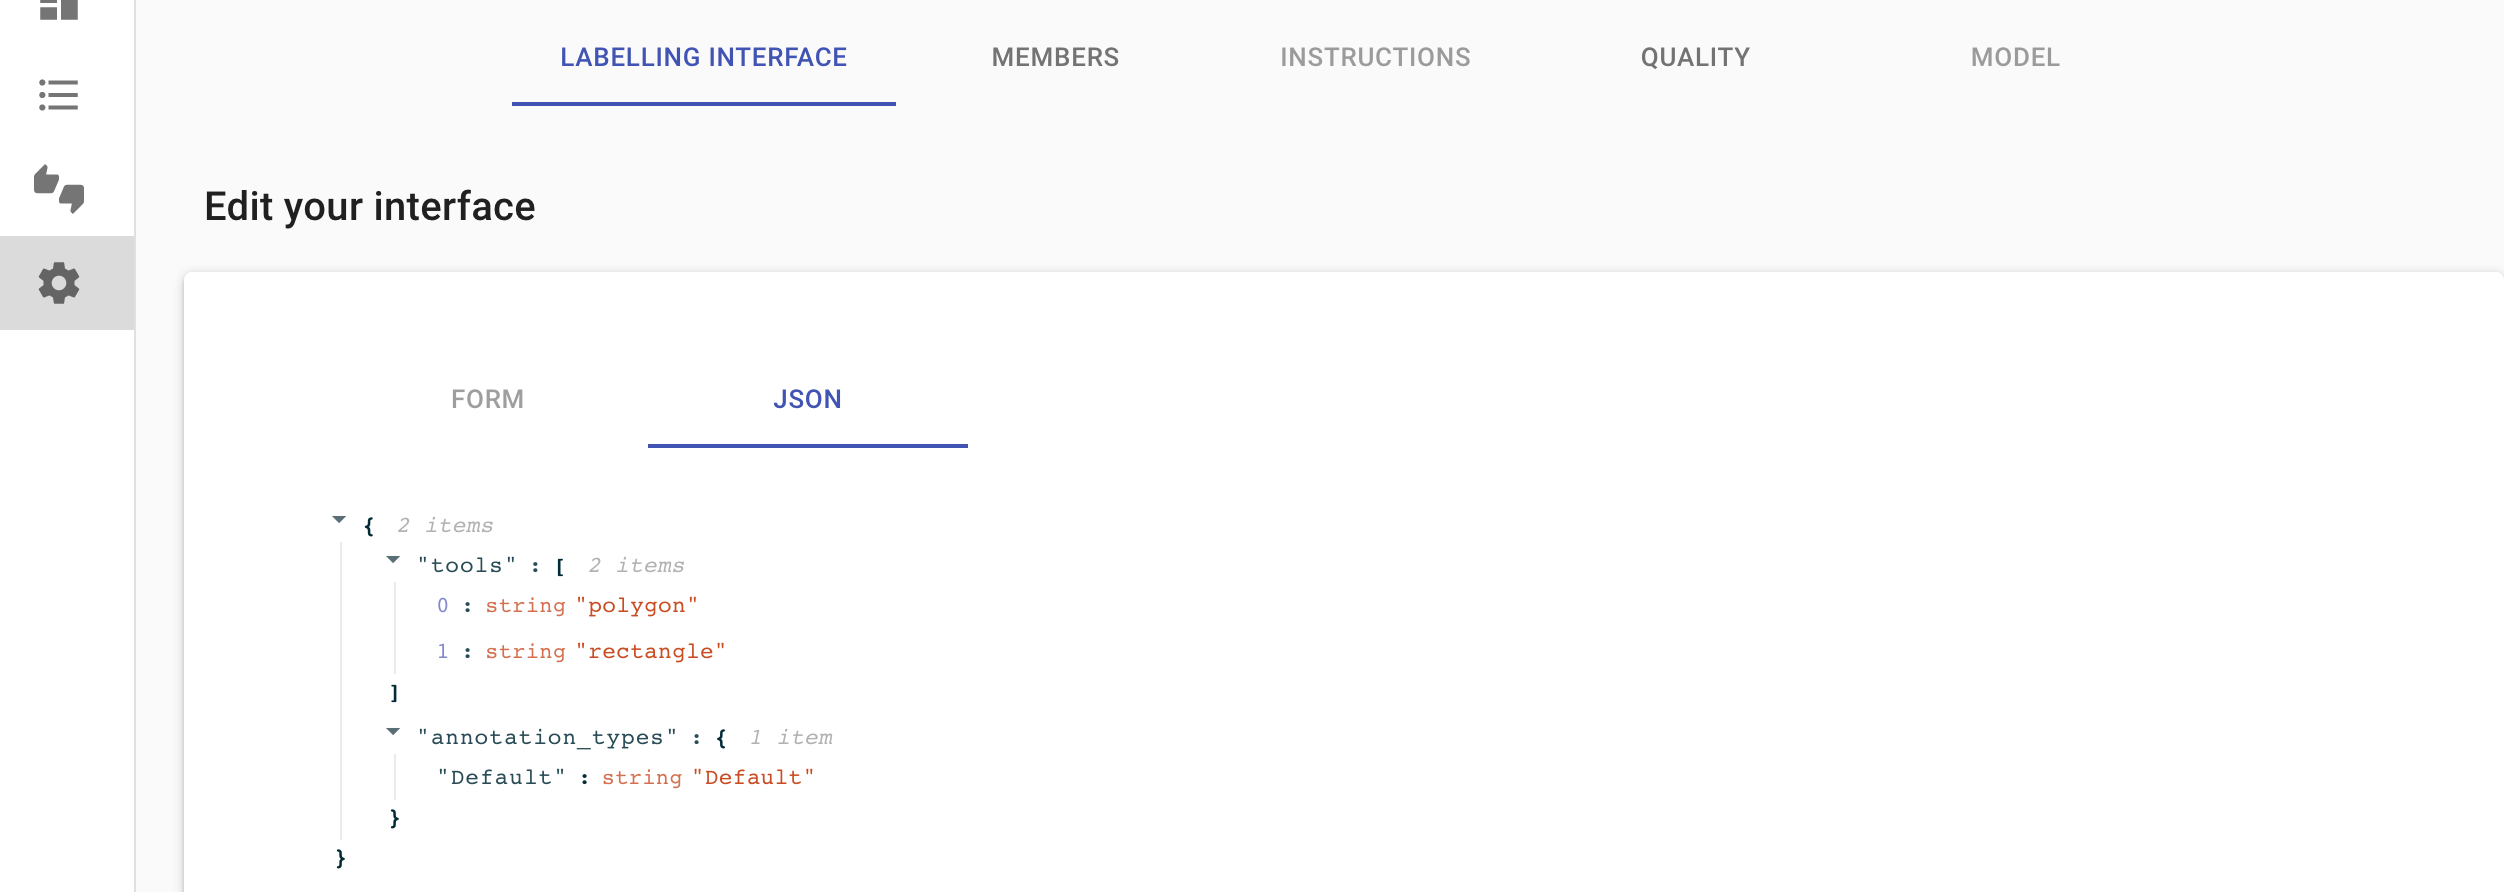 LABELLING INTERFACE MEMBERS INSTRUCTIONS QUALITY MODEL
Edit your interface
FORM JSON
{ 2 items
"tools" : [ 2 items
0 : string "polygon"
1 : string "rectangle"
]
"annotation_types" : { 1 item
"Default" : string "Default"
}
}